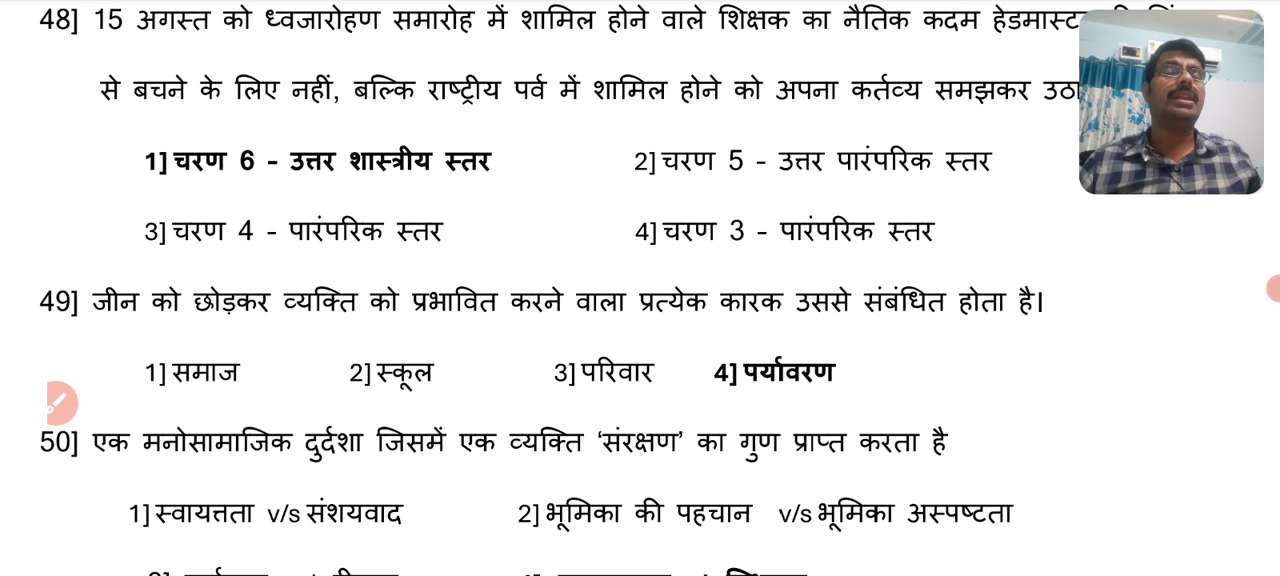 48] 15 अगस्त को ध्वजारोहण समारोह में शामिल होने वाले शिक्षक का नैतिक कदम
से बचने के लिए नहीं, बल्कि राष्ट्रीय पर्व में शामिल होने को अपना कर्तव्य समझकर
1] चरण 6 - उत्तर शास्त्रीय स्तर 2] चरण 5 - उत्तर पारंपरिक स्तर
3] चरण 4 - पारंपरिक स्तर 4] चरण 3 - पारंपरिक स्तर
49] जीन को छोड़कर व्यक्ति को प्रभावित करने वाला प्रत्येक कारक उससे संबंधित होता है।
1] समाज 2] स्कूल 3] परिवार 4] पर्यावरण
50] एक मनोसामाजिक दुर्दशा जिसमें एक व्यक्ति ‘संरक्षण’ का गुण प्राप्त करता है
1] स्वायत्तता v/s संशयवाद 2] भूमिका की पहचान v/s भूमिका अस्पष्टता